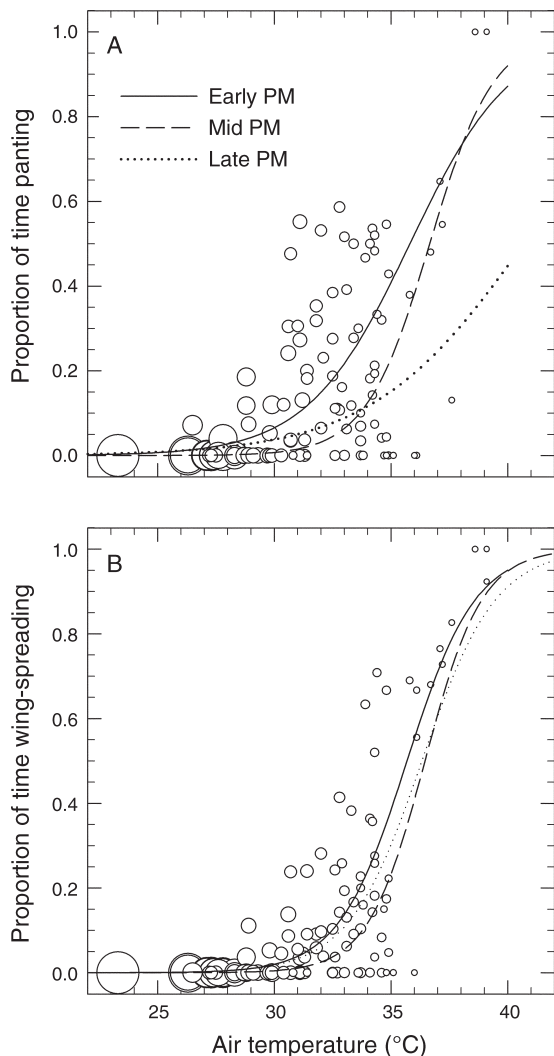 A
Early PM
Mid PM
Late PM
Proportion of time panting
1.0
0.8
0.6
0.4
0.2
0.0
B
Proportion of time wing-spreading
1.0
0.8
0.6
0.4
0.2
0.0
25 30 35 40
Air temperature (°C)